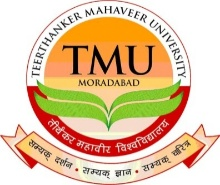 TEERTHANKER MAHAVEER UNIVERSITY
TMU
MORADABAD
तीर्थंकर महावीर विश्वविद्यालय
सम्यक् दर्शन • सम्यक् ज्ञान • सम्यक् चरित्र